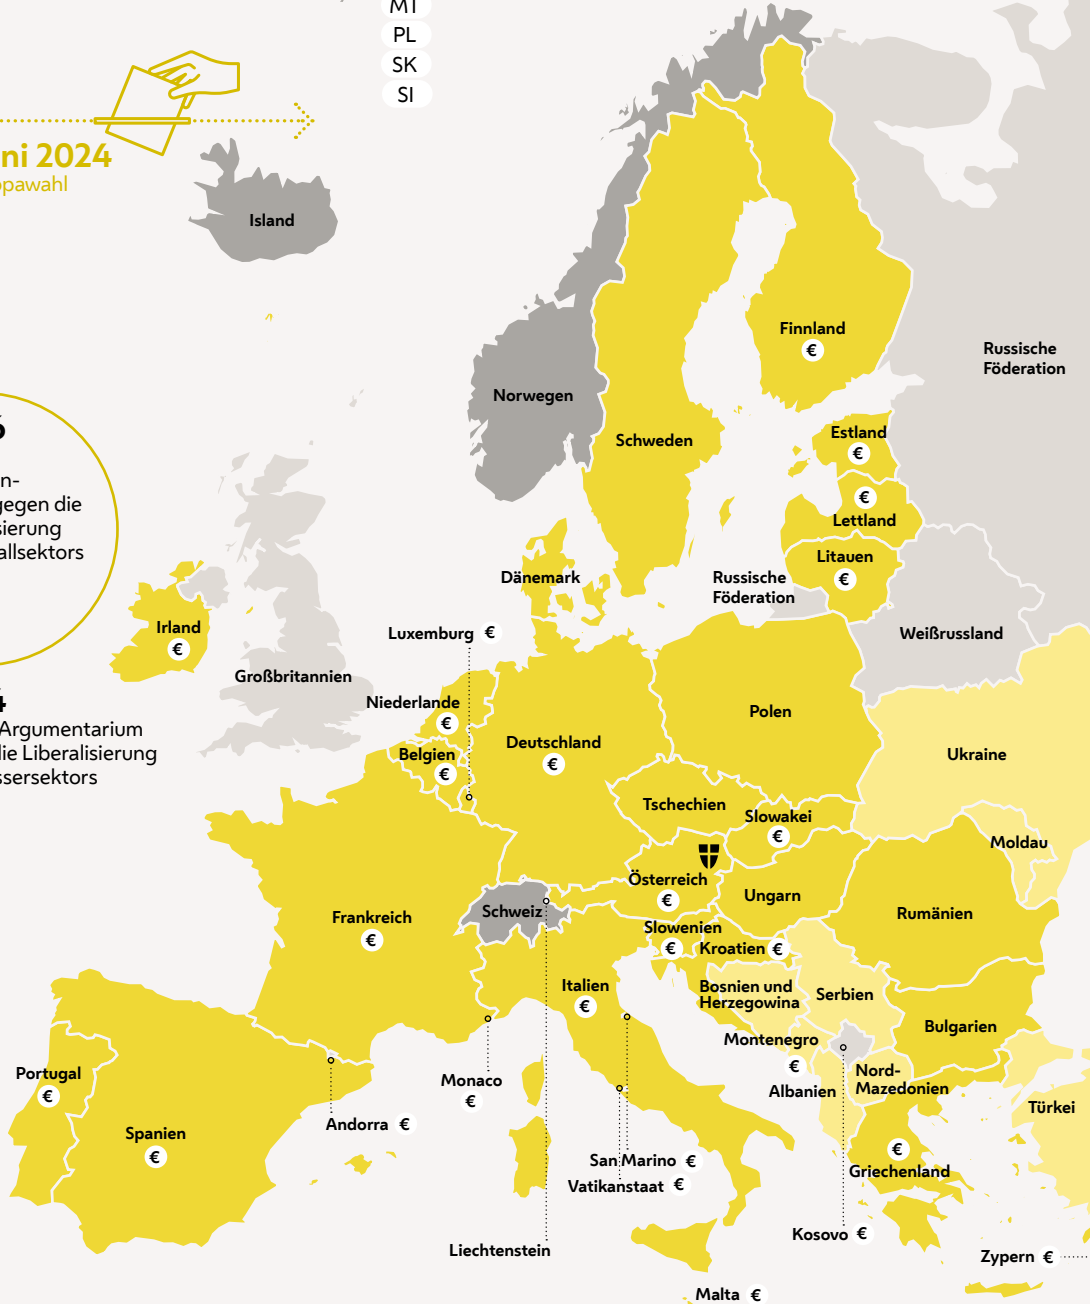 MT
PL
SK
SI
ni 2024
pawahl
Island
Finnland
€
Russische
Föderation
Norwegen
Schweden
Estland
€
n-
gegen die
sierung
allsektors
€
Lettland
Litauen
€
Dänemark
Russische
Föderation
Irland
€
Luxemburg €
Weißrussland
Großbritannien
Niederlande
€
4
Argumentarium
die Liberalisierung
ssersektors
Polen
Deutschland
€
Belgien
€
Ukraine
Tschechien
Slowakei
€
Moldau
Österreich
€
Ungarn
Frankreich
€
Schweiz
Rumänien
Slowenien
€
Kroatien €
Italien
€
Bosnien und
Herzegowina
Serbien
Bulgarien
Montenegro
€
Portugal
€
Monaco
€
Albanien
Nord-
Mazedonien
Türkei
Andorra €
Spanien
€
San Marino €
Vatikanstaat €
€
Griechenland
Kosovo €
Liechtenstein
Zypern €
Malta €